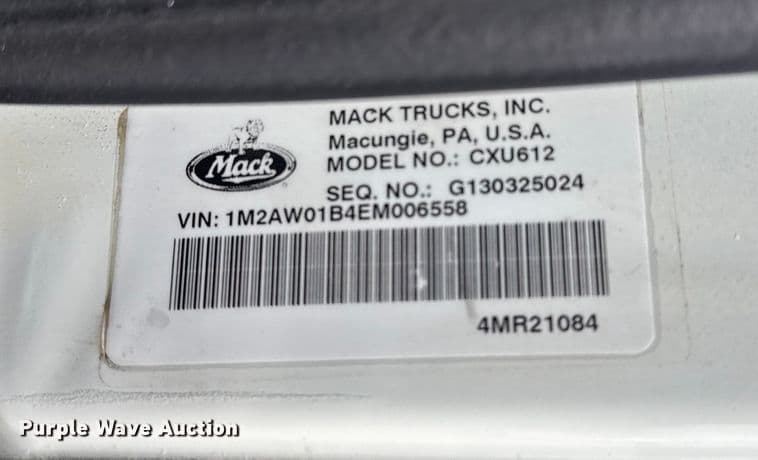 Mack
MACK TRUCKS, INC.
Macungie, PA, U.S.A.
MODEL NO.: CXU612
SEQ. NO.: G130325024
VIN: 1M2AW01B4EM006558
4MR21084
Purple Wave Auction